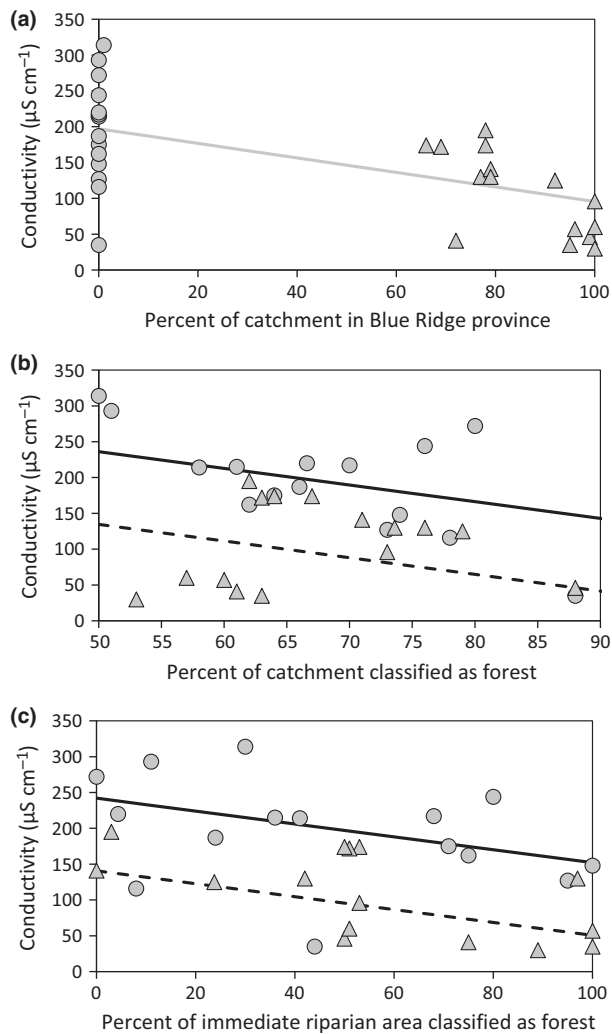 (a)
350
300
250
200
150
100
50
0
Conductivity (µS cm⁻¹)
0 20 40 60 80 100
Percent of catchment in Blue Ridge province
(b)
350
300
250
200
150
100
50
0
Conductivity (µS cm⁻¹)
50 55 60 65 70 75 80 85 90
Percent of catchment classified as forest
(c)
350
300
250
200
150
100
50
0
Conductivity (µS cm⁻¹)
0 20 40 60 80 100
Percent of immediate riparian area classified as forest